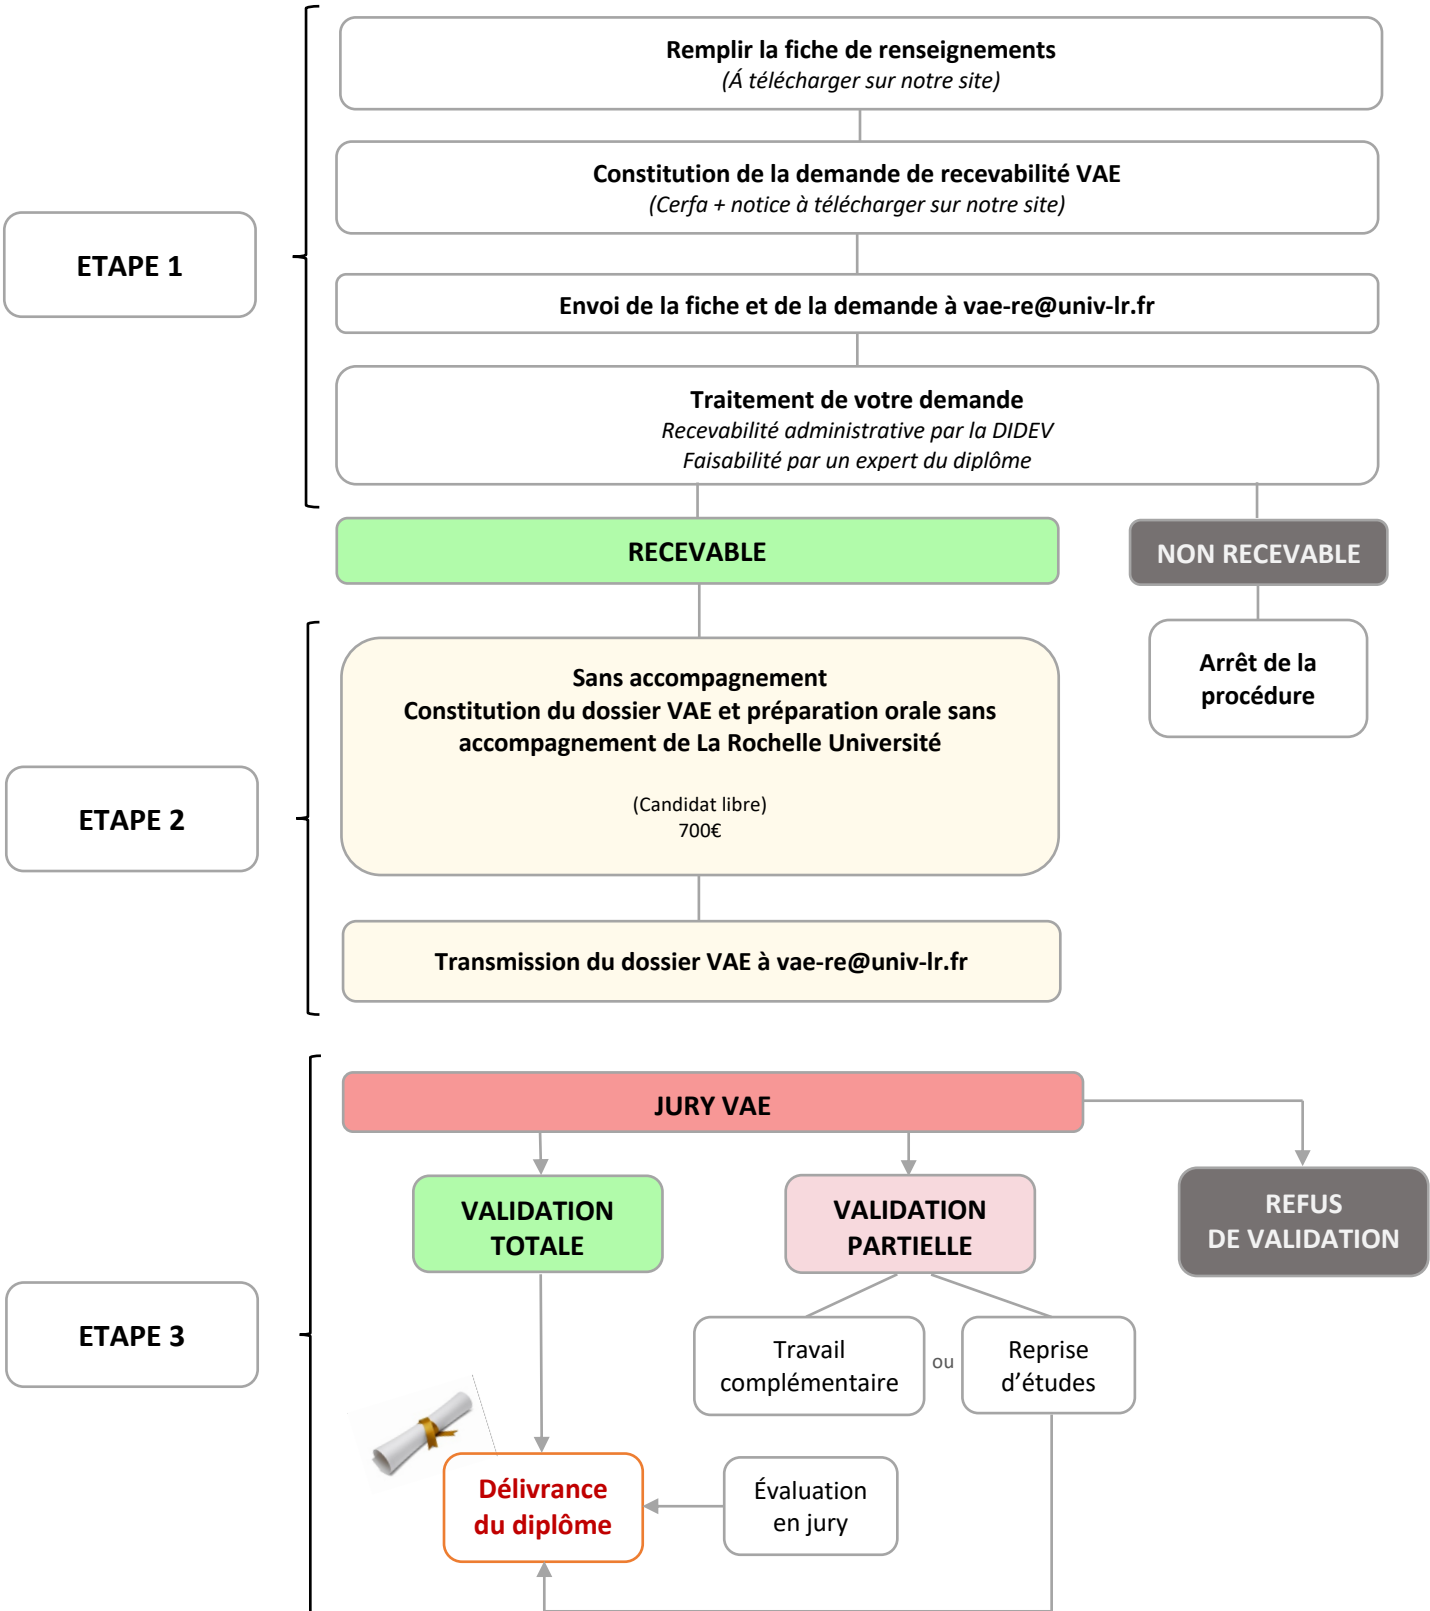 Remplir la fiche de renseignements
(Á télécharger sur notre site)
Constitution de la demande de recevabilité VAE
(Cerfa + notice à télécharger sur notre site)
ETAPE 1
Envoi de la fiche et de la demande à vae-re@univ-lr.fr
Traitement de votre demande
Recevabilité administrative par la DIDEV
Faisabilité par un expert du diplôme
RECEVABLE
NON RECEVABLE
Arrêt de la
procédure
Sans accompagnement
Constitution du dossier VAE et préparation orale sans
accompagnement de La Rochelle Université
(Candidat libre)
700€
ETAPE 2
Transmission du dossier VAE à vae-re@univ-lr.fr
JURY VAE
VALIDATION
TOTALE
VALIDATION
PARTIELLE
REFUS
DE VALIDATION
ETAPE 3
Travail
complémentaire
ou
Reprise
d’études
Délivrance
du diplôme
Évaluation
en jury